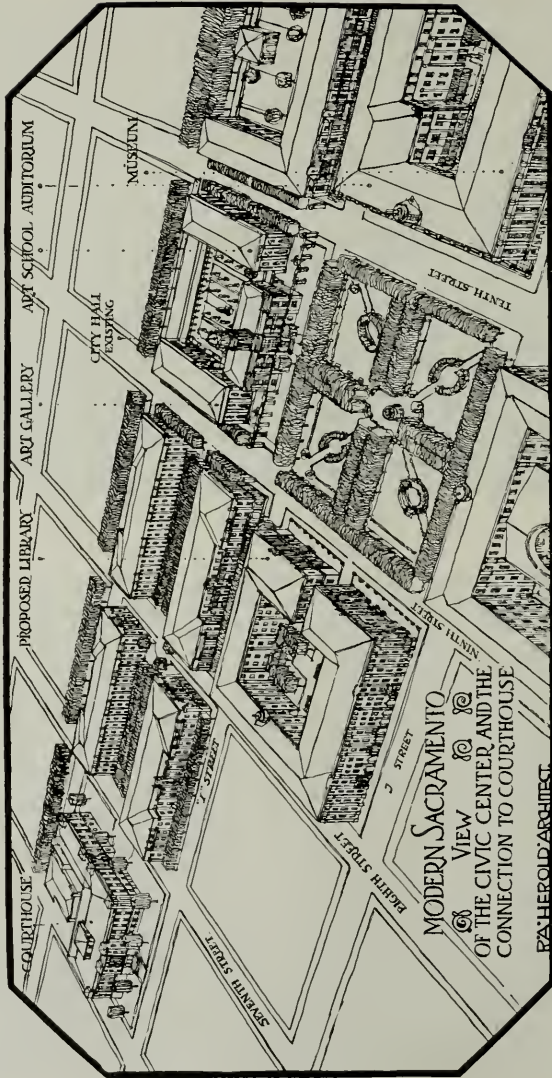 COURTHOUSE
PROPOSED LIBRARY
ART GALLERY
ART SCHOOL AUDITORIUM
MUSEUM
CITY HALL
EXISTING
TENTH STREET
NINTH STREET
J STREET
J STREET
EIGHTH STREET
SEVENTH STREET
MODERN SACRAMENTO
VIEW
OF THE CIVIC CENTER AND THE
CONNECTION TO COURTHOUSE
R.A. HEROLD. ARCHITECT.